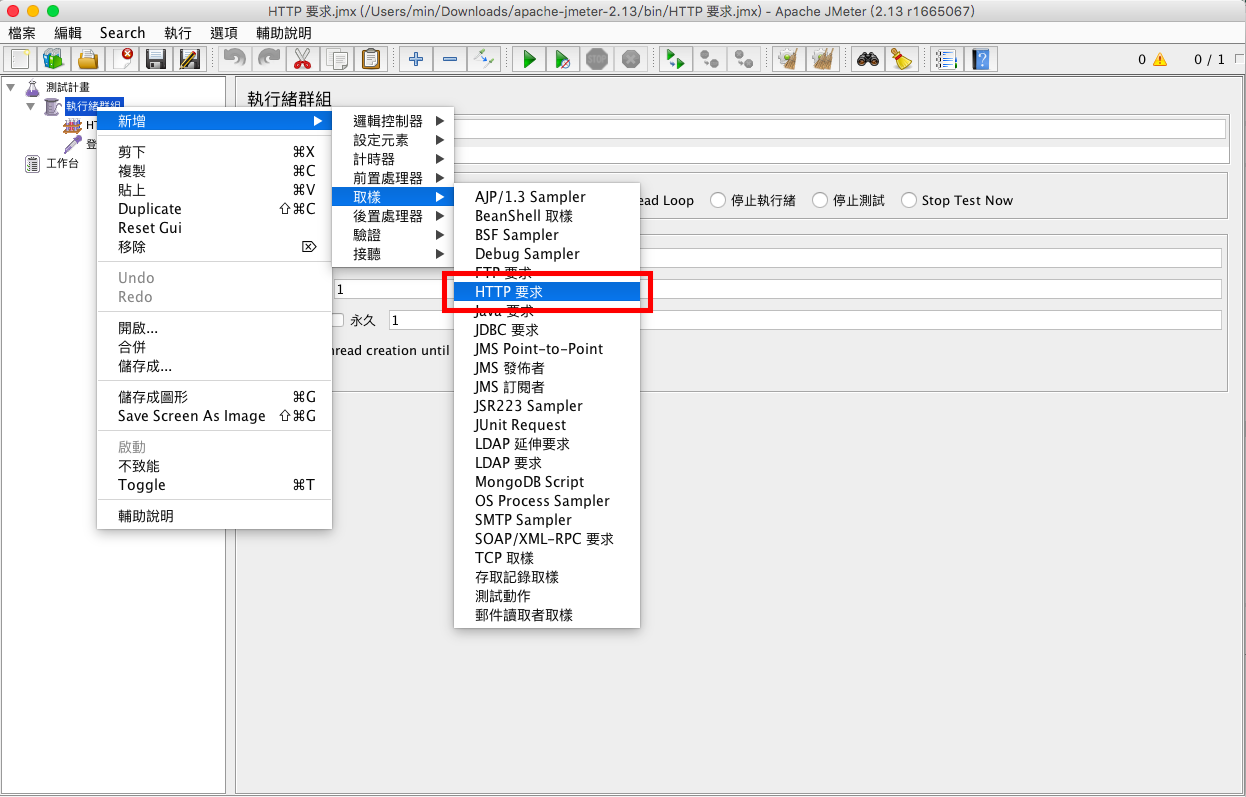 HTTP 要求.jmx (/Users/min/Downloads/apache-jmeter-2.13/bin/HTTP 要求.jmx) - Apache JMeter (2.13 r1665067)
檔案 編輯 Search 執行 選項 輔助說明
STOP 0 / 1
0
測試計畫
執行緒群組
HT
登
工作台
執行緒群組
新增
剪下 ⌘X
複製 ⌘C
貼上 ⌘V
Duplicate ⇧⌘C
Reset Gui
移除 ⌦
Undo
Redo
開啟...
合併
儲存成...
儲存成圖形 ⌘G
Save Screen As Image ⇧⌘G
啟動
不致能
Toggle ⌘T
輔助說明
邏輯控制器
設定元素
計時器
前置處理器
取樣
後置處理器
驗證
接聽
AJP/1.3 Sampler
BeanShell 取樣
BSF Sampler
Debug Sampler
FTP 要求
HTTP 要求
Java 要求
JDBC 要求
JMS Point-to-Point
JMS 發佈者
JMS 訂閱者
JSR223 Sampler
JUnit Request
LDAP 延伸要求
LDAP 要求
MongoDB Script
OS Process Sampler
SMTP Sampler
SOAP/XML-RPC 要求
TCP 取樣
存取記錄取樣
測試動作
郵件讀取者取樣
ead Loop 停止執行緒 停止測試 Stop Test Now
1
永久 1
read creation until